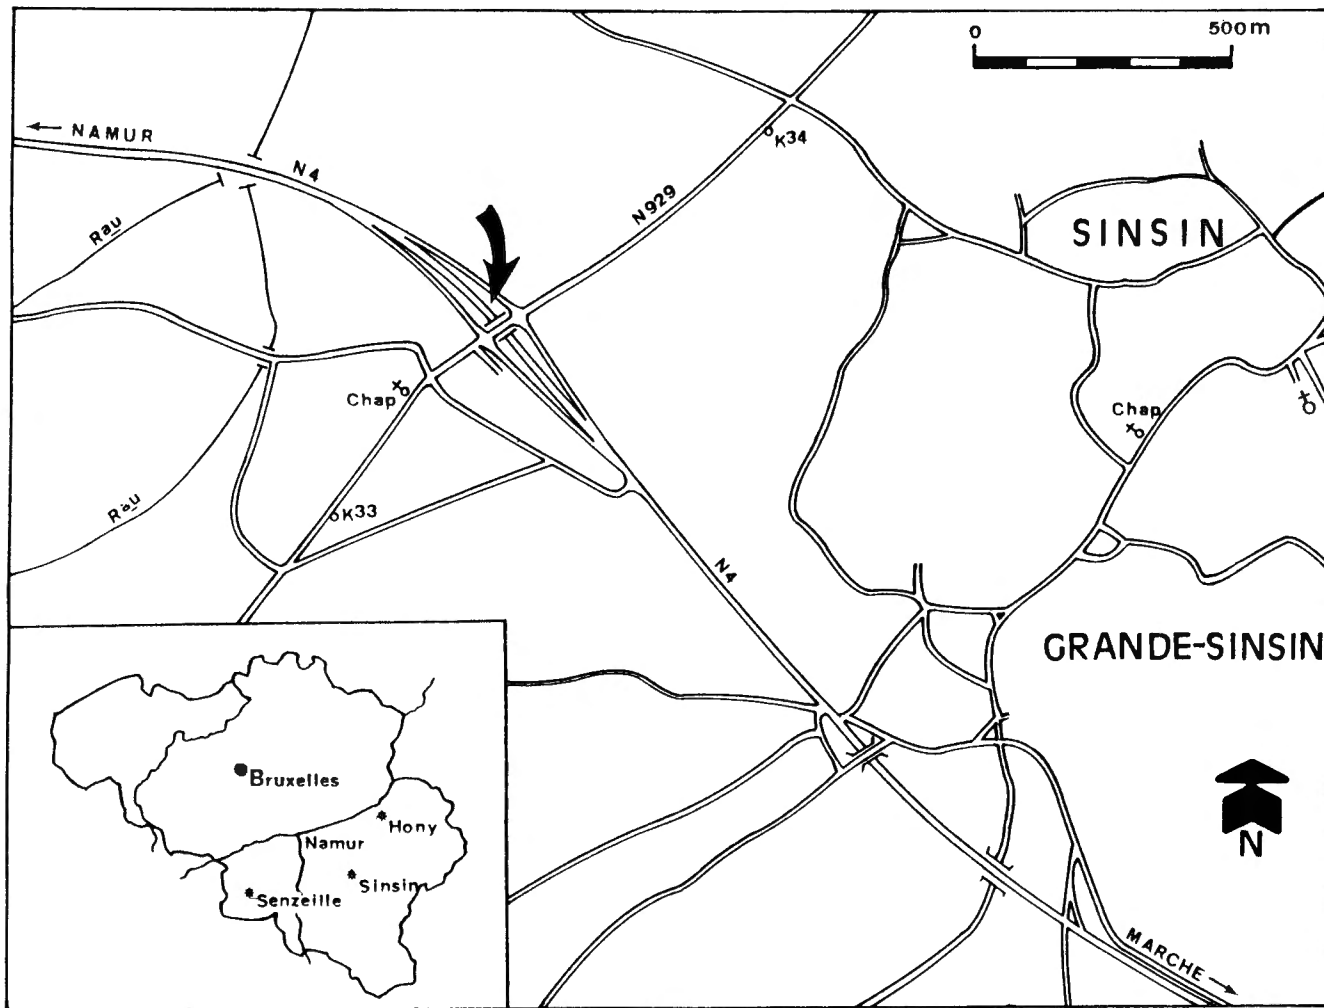 0 500m
NAMUR
N4
K34
N929
Rau
SINSIN
Chap
Chap
Rau
K33
N4
GRANDE-SINSIN
Bruxelles
Hony
Namur
Sinsin
Senzeille
N
MARCHE